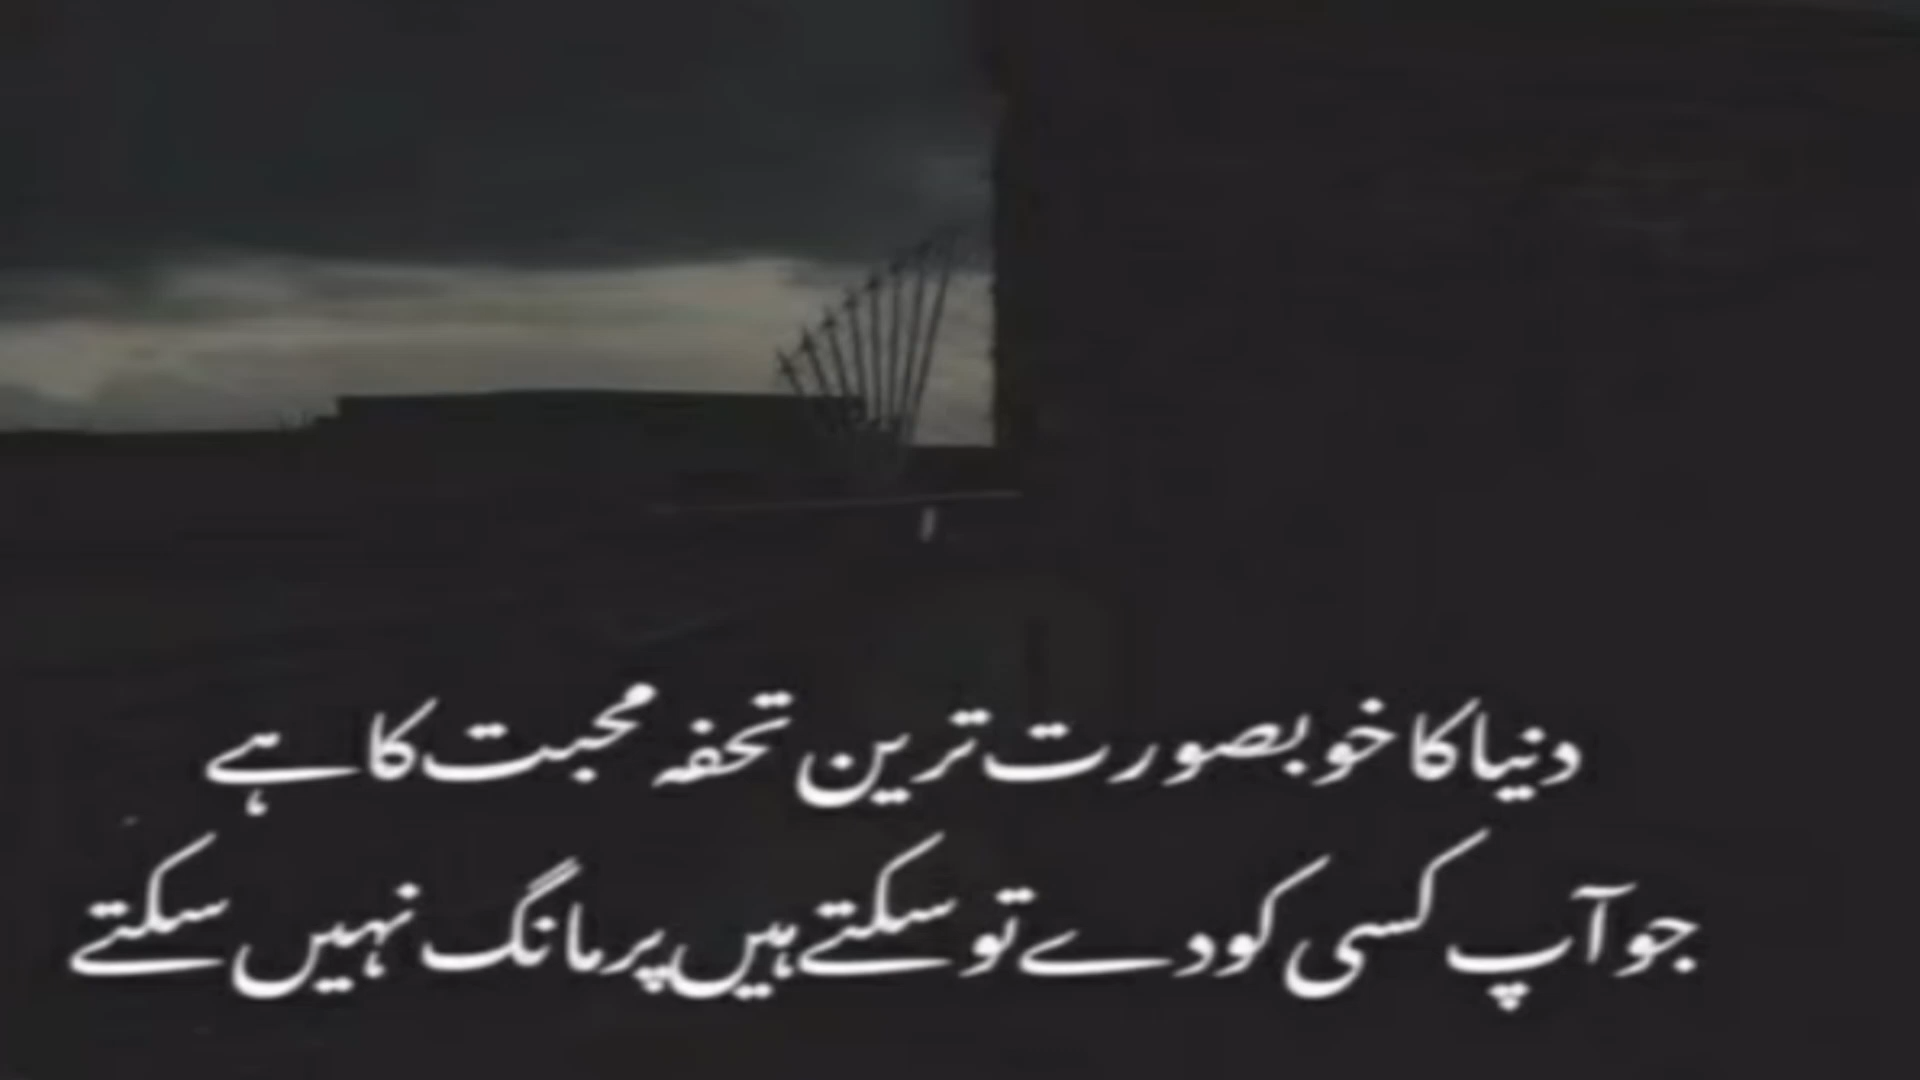 دنیا کا خوبصورت ترین تحفہ محبت کا ہے
جو آپ کسی کو دے تو سکتے ہیں پر مانگ نہیں سکتے